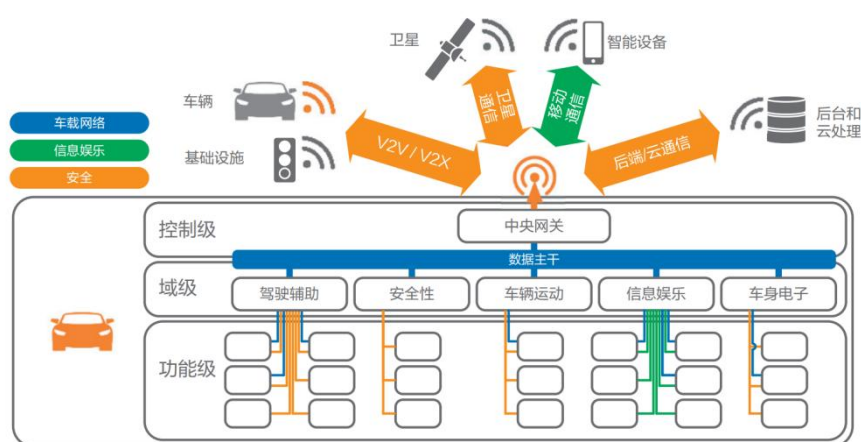 卫星
智能设备
车辆
后台和
云处理
车载网络
信息娱乐
安全
基础设施
V2V / V2X
卫星
通信
移动
通信
后端/云通信
控制级
中央网关
数据主干
域级
驾驶辅助
安全性
车辆运动
信息娱乐
车身电子
功能级